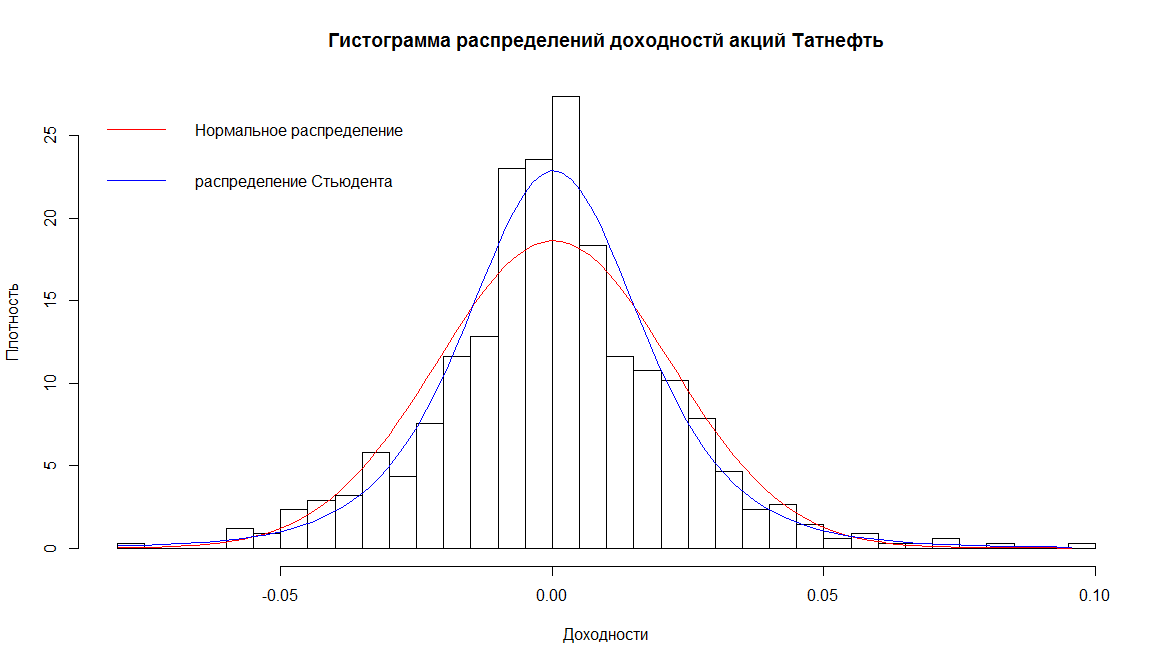 Гистограмма распределений доходностй акций Татнефть
Нормальное распределение
распределение Стьюдента
Плотность
25
20
15
10
5
0
-0.05
0.00
0.05
0.10
Доходности